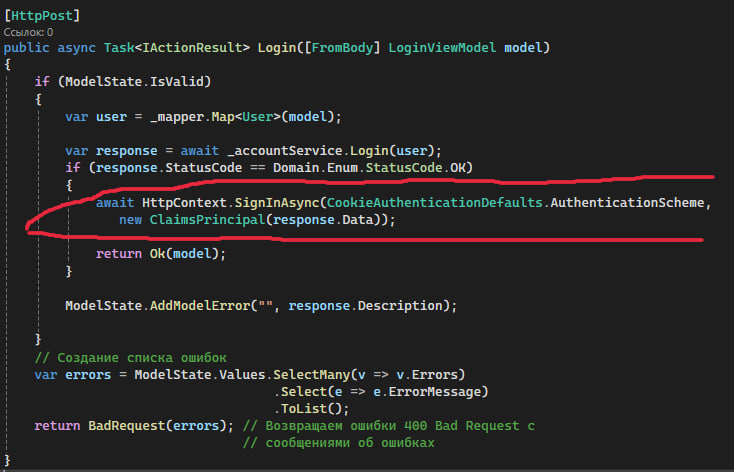 [HttpPost]
Ссылок: 0
public async Task<IActionResult> Login([FromBody] LoginViewModel model)
{
if (ModelState.IsValid)
{
var user = _mapper.Map<User>(model);
var response = await _accountService.Login(user);
if (response.StatusCode == Domain.Enum.StatusCode.OK)
{
await HttpContext.SignInAsync(CookieAuthenticationDefaults.AuthenticationScheme,
new ClaimsPrincipal(response.Data));
return Ok(model);
}
ModelState.AddModelError("", response.Description);
}
// Создание списка ошибок
var errors = ModelState.Values.SelectMany(v => v.Errors)
.Select(e => e.ErrorMessage)
.ToList();
return BadRequest(errors); // Возвращаем ошибки 400 Bad Request с
// сообщениями об ошибках
}